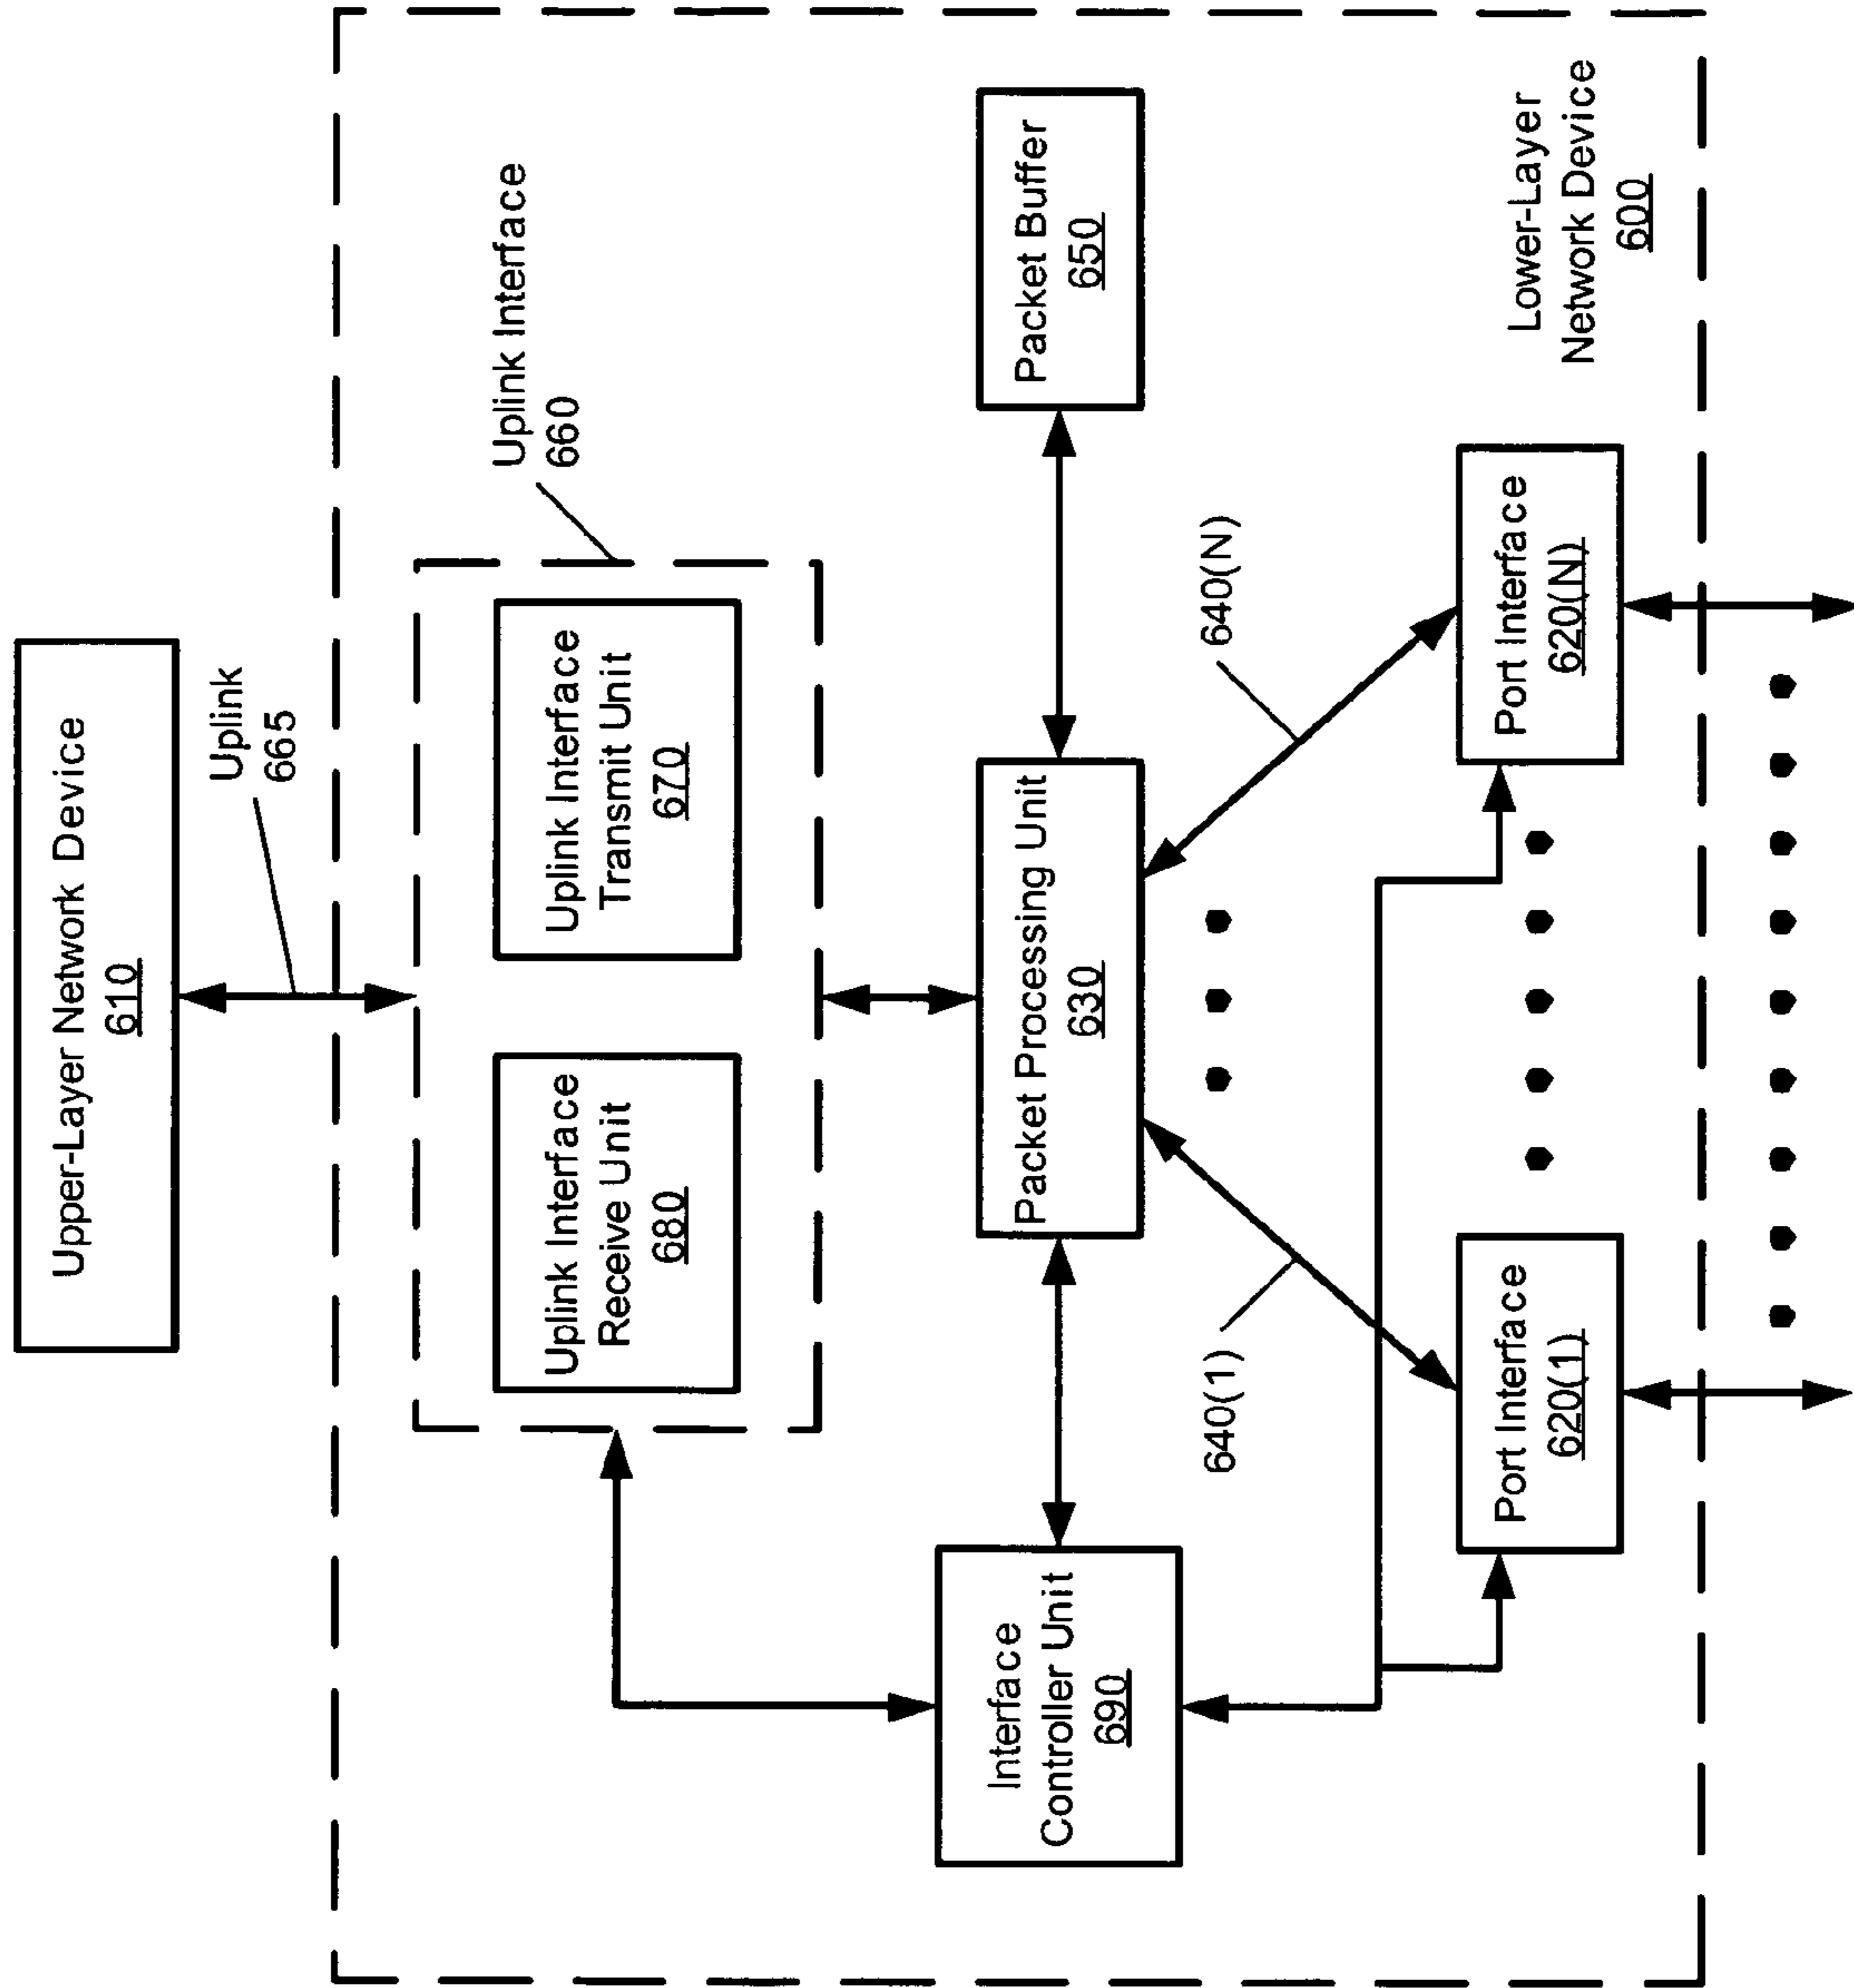 Upper-Layer Network Device
610
Uplink
665
Uplink Interface
660
Uplink Interface
Receive Unit
680
Uplink Interface
Transmit Unit
670
Interface
Controller Unit
690
Packet Processing Unit
630
Packet Buffer
650
640(1)
640(N)
Port Interface
620(1)
Port Interface
620(N)
Lower-Layer
Network Device
600